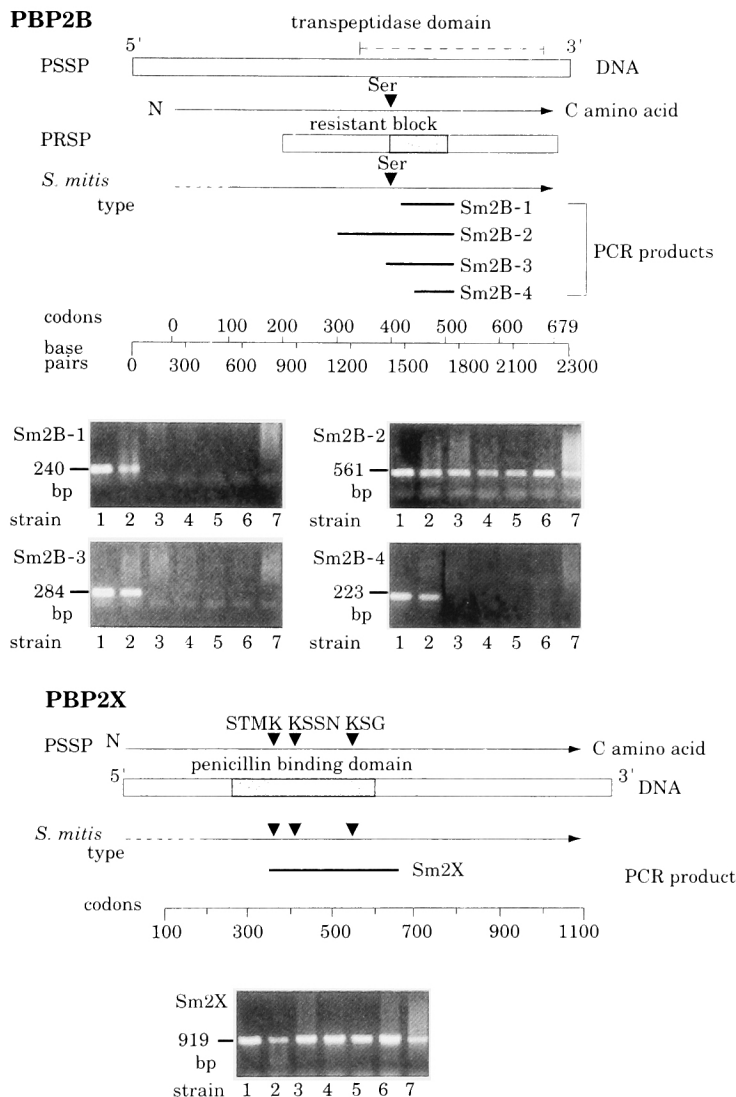 PBP2B
transpeptidase domain
5' 3'
PSSP DNA
Ser
N C amino acid
resistant block
PRSP
Ser
S. mitis
type
Sm2B-1
Sm2B-2
PCR products
Sm2B-3
Sm2B-4
codons 0 100 200 300 400 500 600 679
base
pairs 0 300 600 900 1200 1500 1800 2100 2300
Sm2B-1
240
bp
strain 1 2 3 4 5 6 7
Sm2B-2
561
bp
strain 1 2 3 4 5 6 7
Sm2B-3
284
bp
strain 1 2 3 4 5 6 7
Sm2B-4
223
bp
strain 1 2 3 4 5 6 7
PBP2X
STMK KSSN KSG
PSSP N C amino acid
penicillin binding domain
5' 3'
DNA
S. mitis
type
Sm2X
PCR product
codons
100 300 500 700 900 1100
Sm2X
919
bp
strain 1 2 3 4 5 6 7